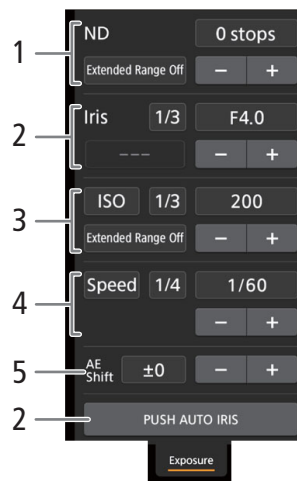 1 ND 0 stops
Extended Range Off − +
2 Iris 1/3 F4.0
--- − +
3 ISO 1/3 200
Extended Range Off − +
4 Speed 1/4 1/60
− +
5 AE Shift ±0 − +
2 PUSH AUTO IRIS
Exposure